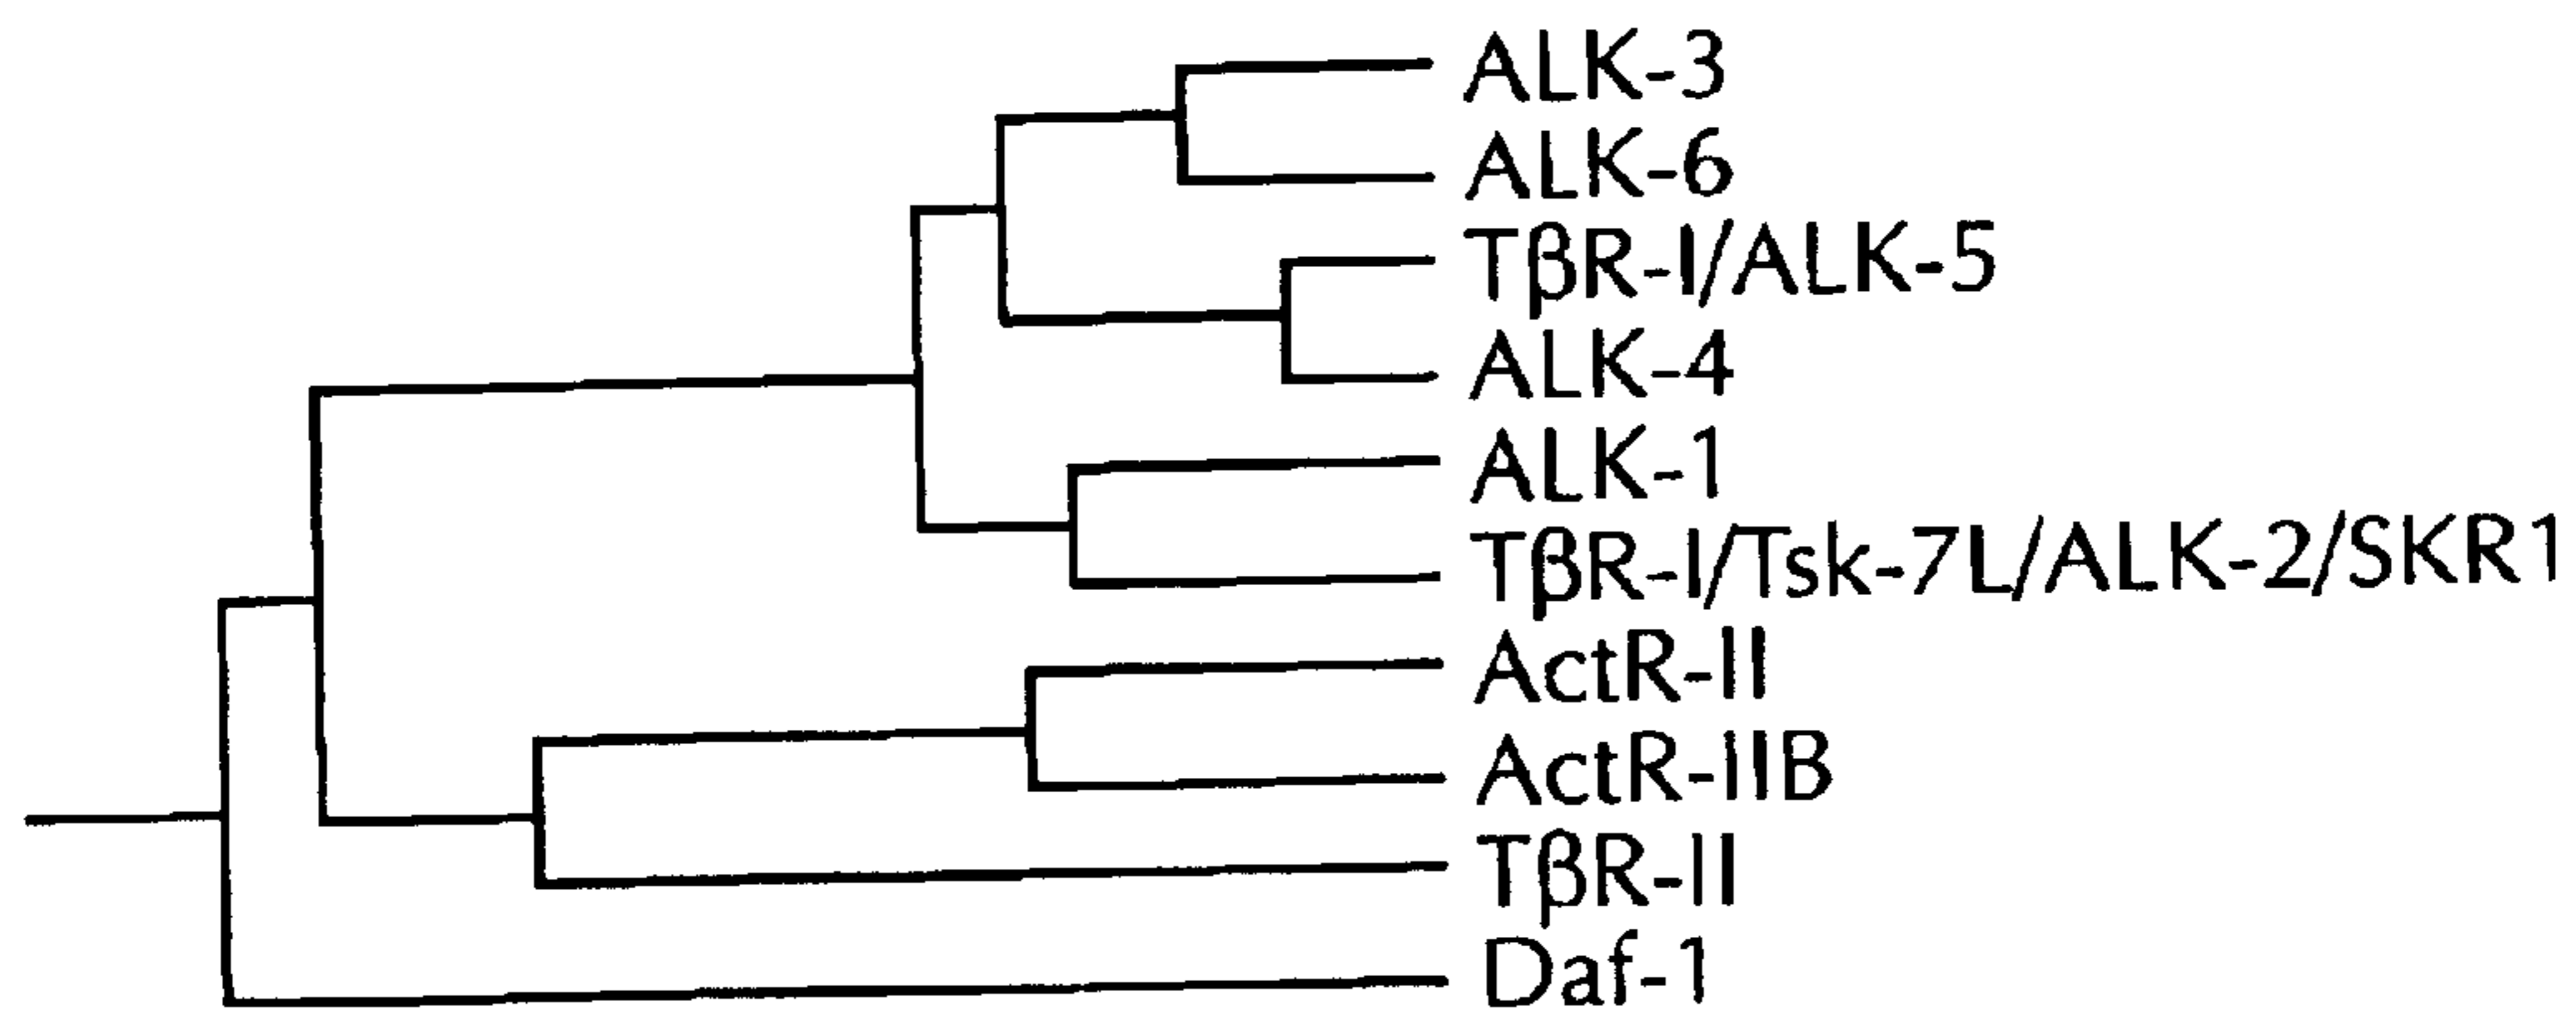 ALK-3
ALK-6
TβR-I/ALK-5
ALK-4
ALK-1
TβR-I/Tsk-7L/ALK-2/SKR1
ActR-II
ActR-IIB
TβR-II
Daf-1